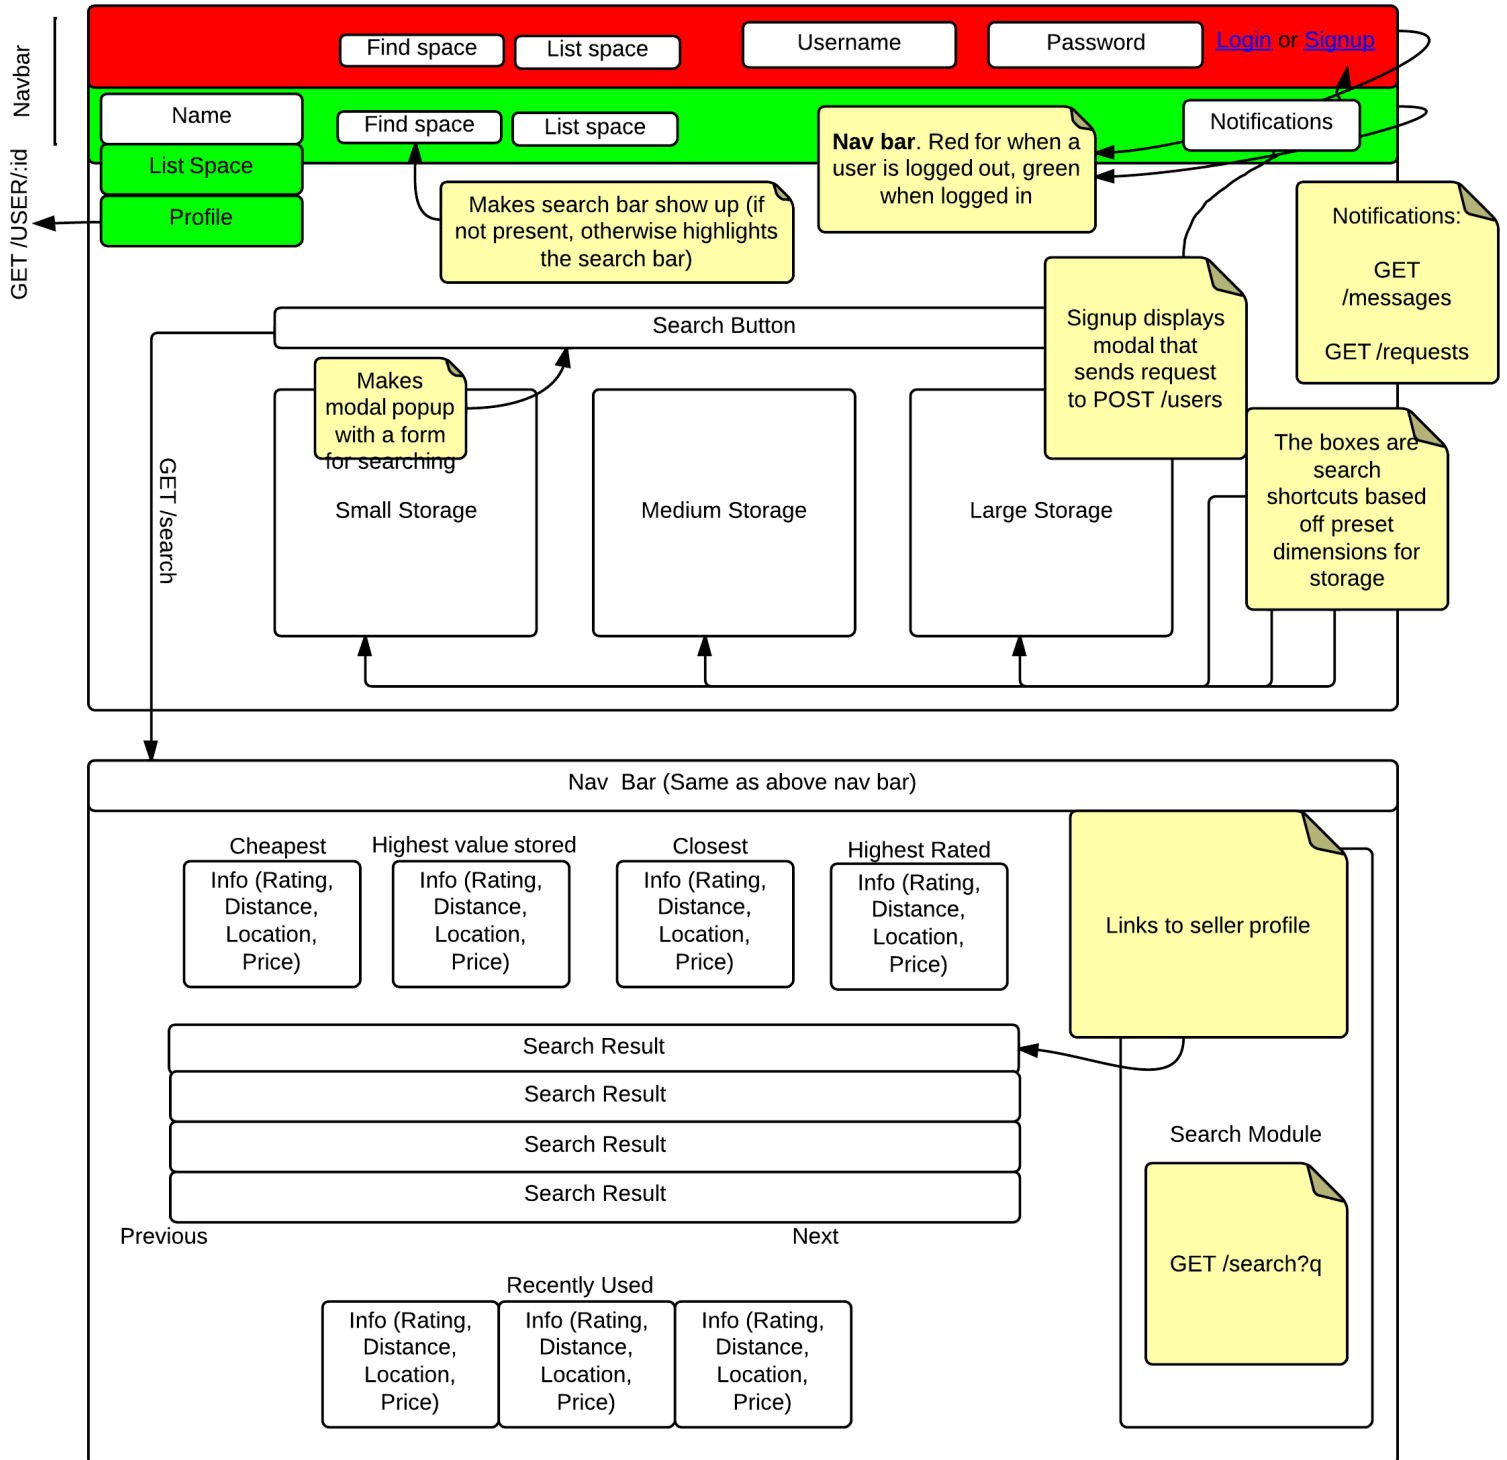 Navbar
Find space
List space
Username
Password
Login or Signup
Name
Find space
List space
Notifications
List Space
Profile
GET /USER/:id
Nav bar. Red for when a
user is logged out, green
when logged in
Makes search bar show up (if
not present, otherwise highlights
the search bar)
Notifications:
GET
/messages
GET /requests
Search Button
Signup displays
modal that
sends request
to POST /users
Makes
modal popup
with a form
for searching
GET /search
Small Storage
Medium Storage
Large Storage
The boxes are
search
shortcuts based
off preset
dimensions for
storage
Nav  Bar (Same as above nav bar)
Cheapest
Info (Rating,
Distance,
Location,
Price)
Highest value stored
Info (Rating,
Distance,
Location,
Price)
Closest
Info (Rating,
Distance,
Location,
Price)
Highest Rated
Info (Rating,
Distance,
Location,
Price)
Links to seller profile
Search Result
Search Result
Search Result
Search Result
Previous
Next
Search Module
GET /search?q
Recently Used
Info (Rating,
Distance,
Location,
Price)
Info (Rating,
Distance,
Location,
Price)
Info (Rating,
Distance,
Location,
Price)